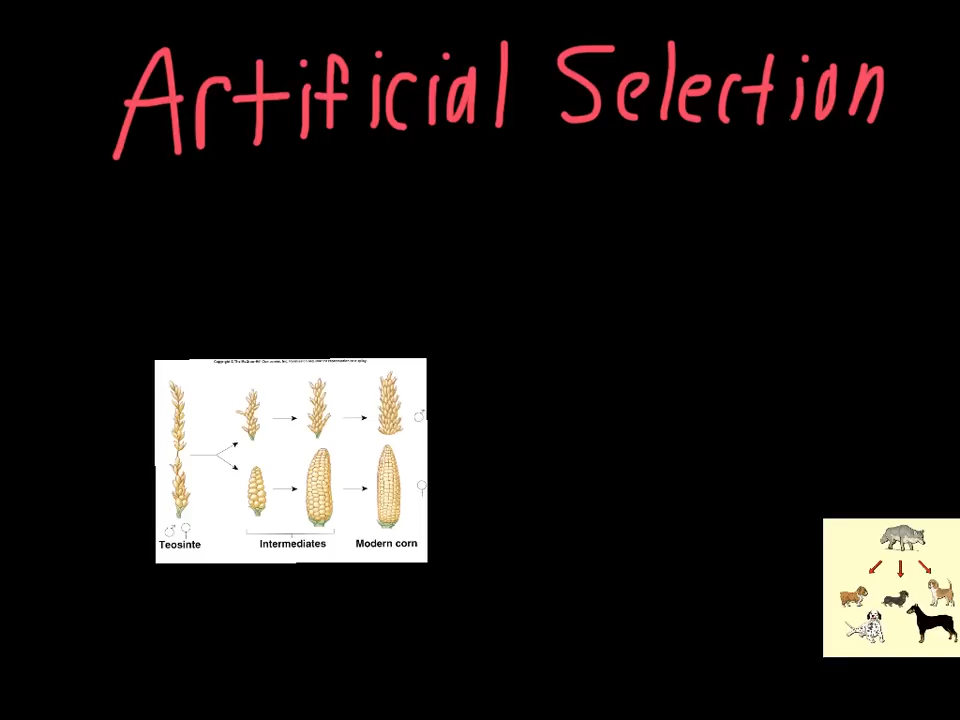 Artificial Selection
Teosinte
Intermediates
Modern corn